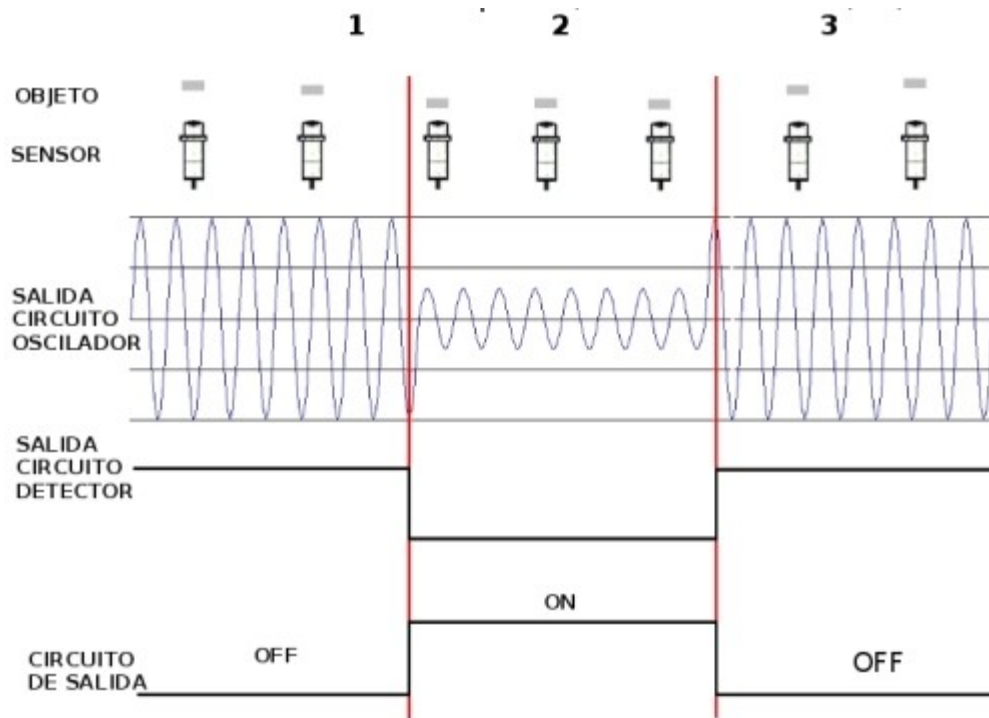 1 2 3
OBJETO
SENSOR
SALIDA
CIRCUITO
OSCILADOR
SALIDA
CIRCUITO
DETECTOR
ON
OFF
OFF
CIRCUITO
DE SALIDA